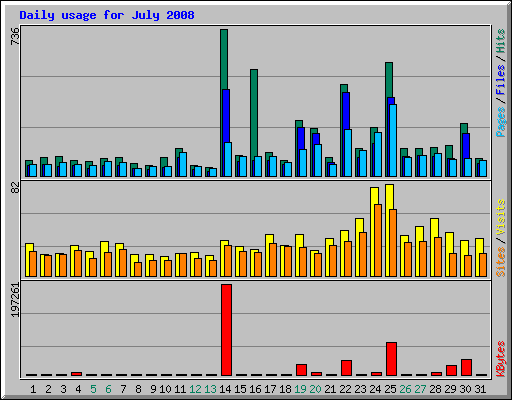 Daily usage for July 2008
736
Pages / Files / Hits
82
Sites / Visits
197261
KBytes
1 2 3 4 5 6 7 8 9 10 11 12 13 14 15 16 17 18 19 20 21 22 23 24 25 26 27 28 29 30 31